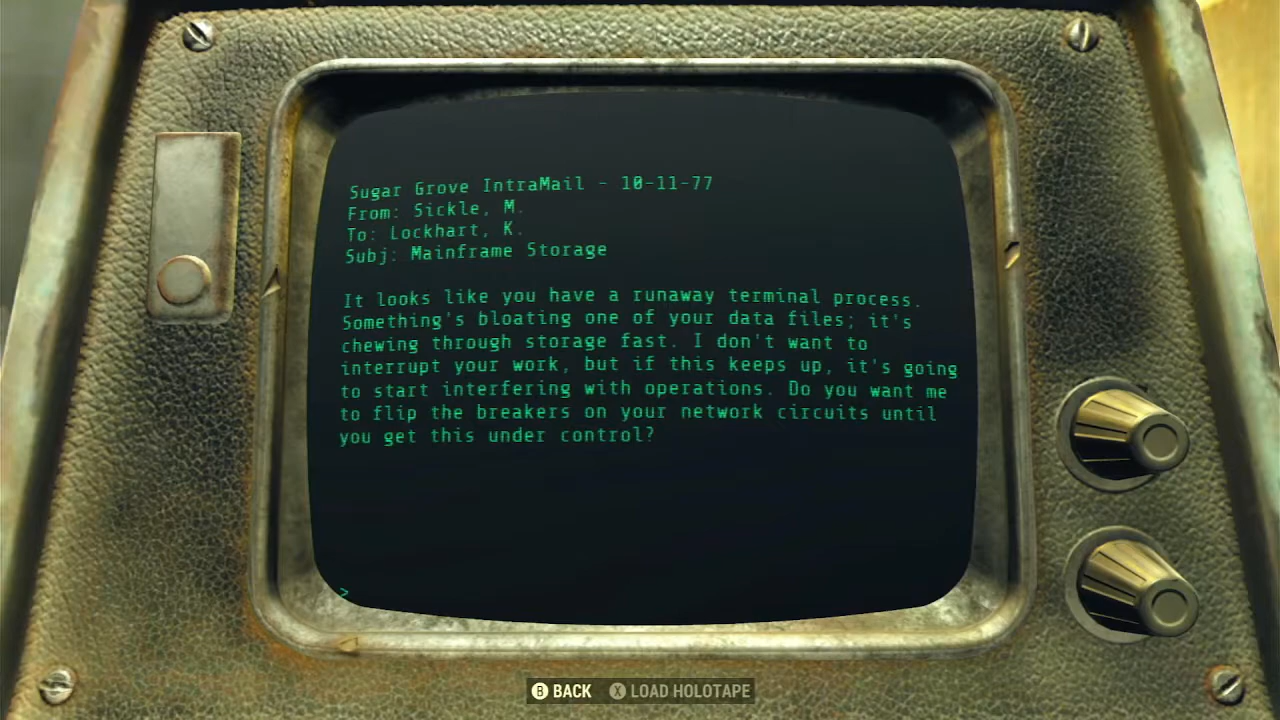 Sugar Grove IntraMail - 10-11-77
From: Sickle, M.
To: Lockhart, K.
Subj: Mainframe Storage
It looks like you have a runaway terminal process.
Something's bloating one of your data files; it's
chewing through storage fast. I don't want to
interrupt your work, but if this keeps up, it's going
to start interfering with operations. Do you want me
to flip the breakers on your network circuits until
you get this under control?
>
B BACK X LOAD HOLOTAPE